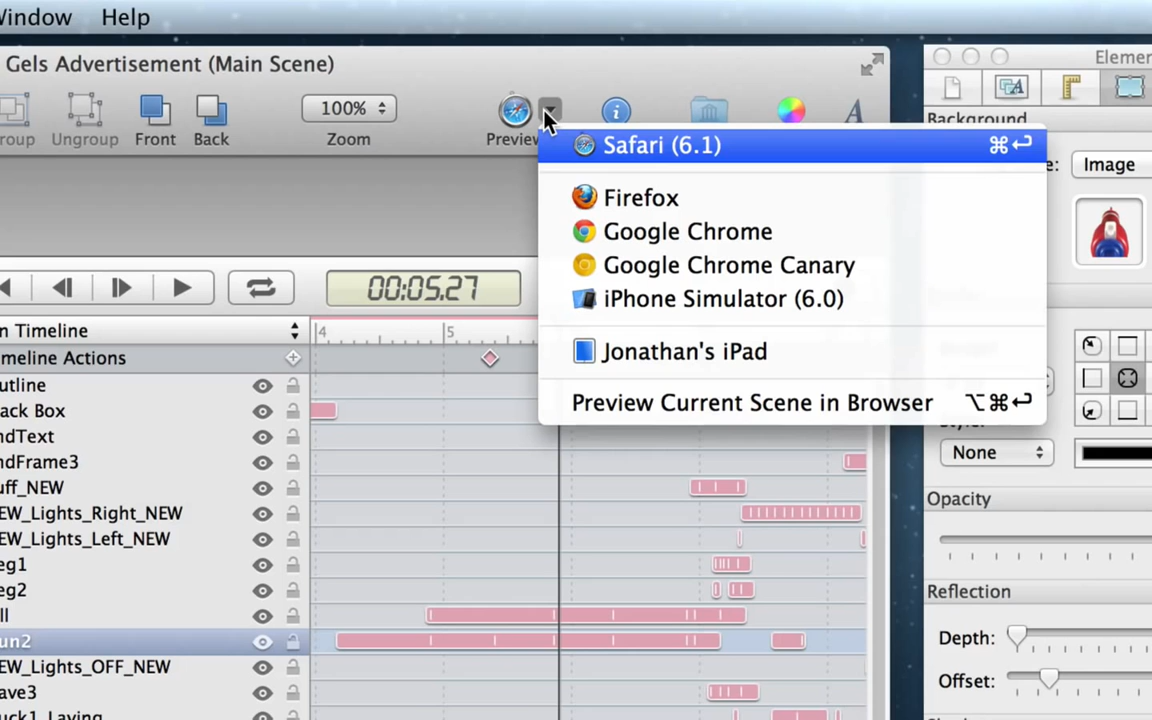 Window Help
Gels Advertisement (Main Scene)
Elemen
roup Ungroup Front Back
100%
Zoom
Preview
Background
Safari (6.1) ⌘↩
e: Image
Firefox
Google Chrome
Google Chrome Canary
iPhone Simulator (6.0)
Jonathan's iPad
Preview Current Scene in Browser ⌥⌘↩
00:05.27
n Timeline
4 5
imeline Actions
utline
ack Box
ndText
ndFrame3
uff_NEW
EW_Lights_Right_NEW
EW_Lights_Left_NEW
eg1
eg2
ll
un2
EW_Lights_OFF_NEW
ave3
uck1_Laying
None
Opacity
Reflection
Depth:
Offset: